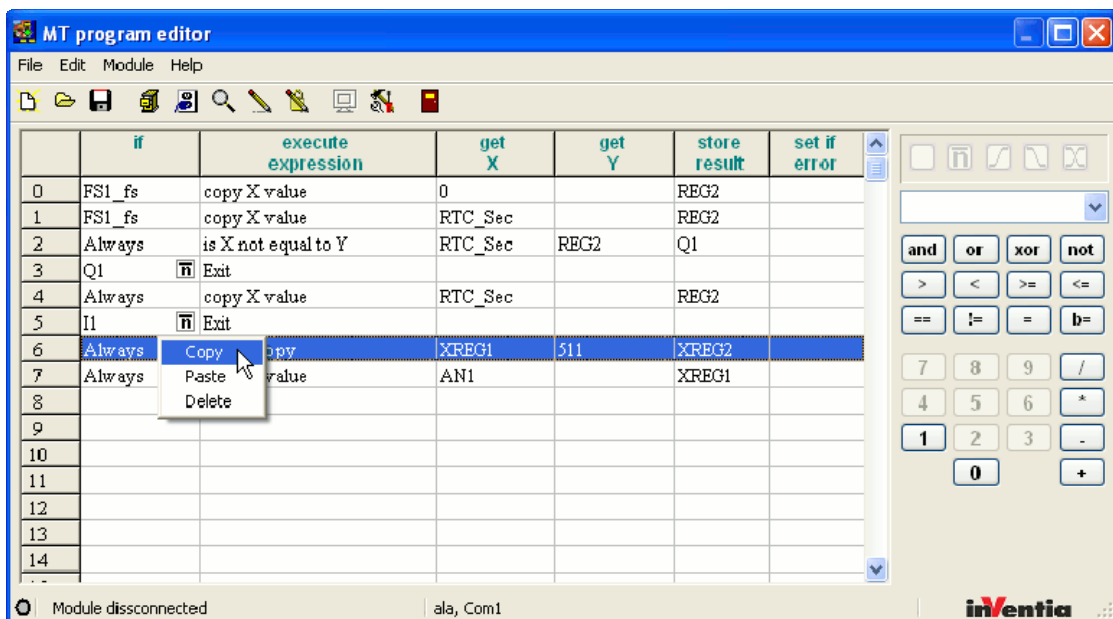 MT program editor
File Edit Module Help
if execute expression get X get Y store result set if error
0 FS1_fs copy X value 0 REG2
1 FS1_fs copy X value RTC_Sec REG2
2 Always is X not equal to Y RTC_Sec REG2 Q1
3 Q1 n Exit
4 Always copy X value RTC_Sec REG2
5 I1 n Exit
6 Always opy XREG1 511 XREG2
7 Always value AN1 XREG1
8
9
10
11
12
13
14
Copy
Paste
Delete
n
and or xor not
> < >= <=
== != = b=
7 8 9 /
4 5 6 *
1 2 3 -
0 +
Module dissconnected ala, Com1 inventia